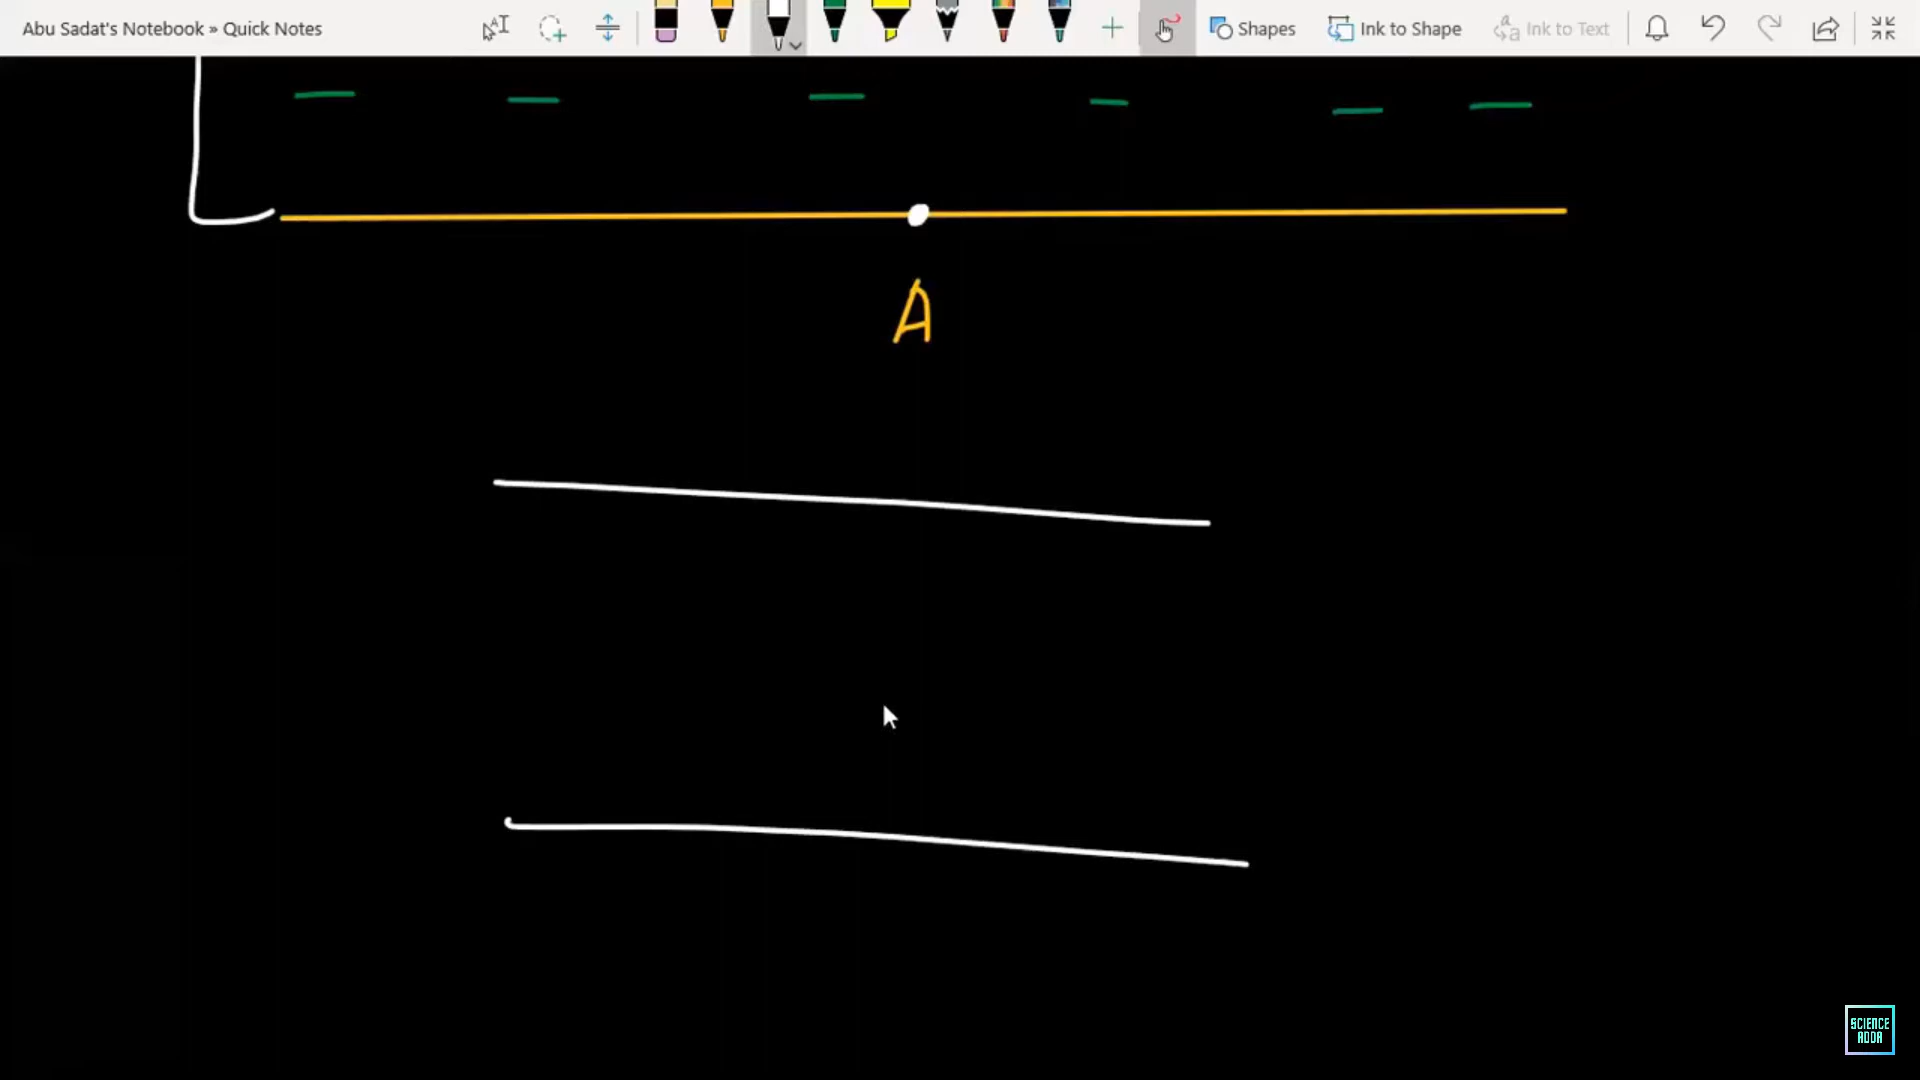 Abu Sadat's Notebook » Quick Notes
Shapes
Ink to Shape
Ink to Text
A
SCIENCE
ADDA